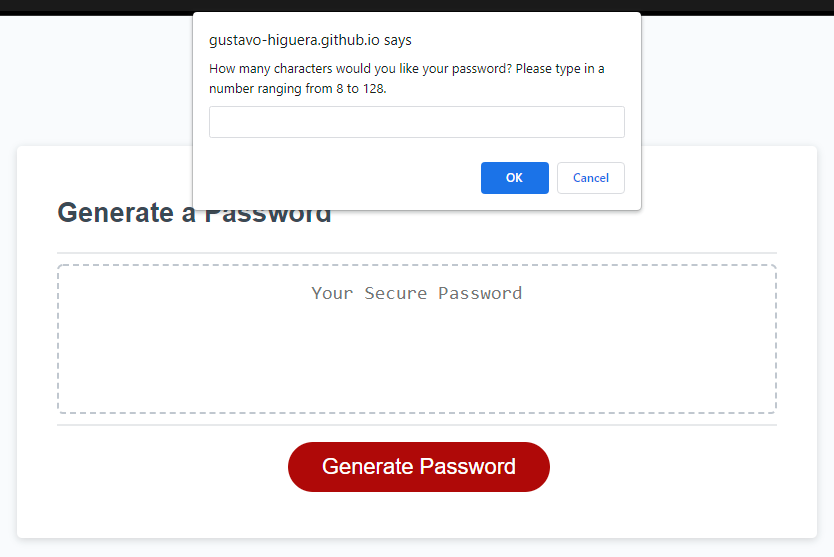 gustavo-higuera.github.io says
How many characters would you like your password? Please type in a
number ranging from 8 to 128.
OK
Cancel
Generate a Password
Your Secure Password
Generate Password